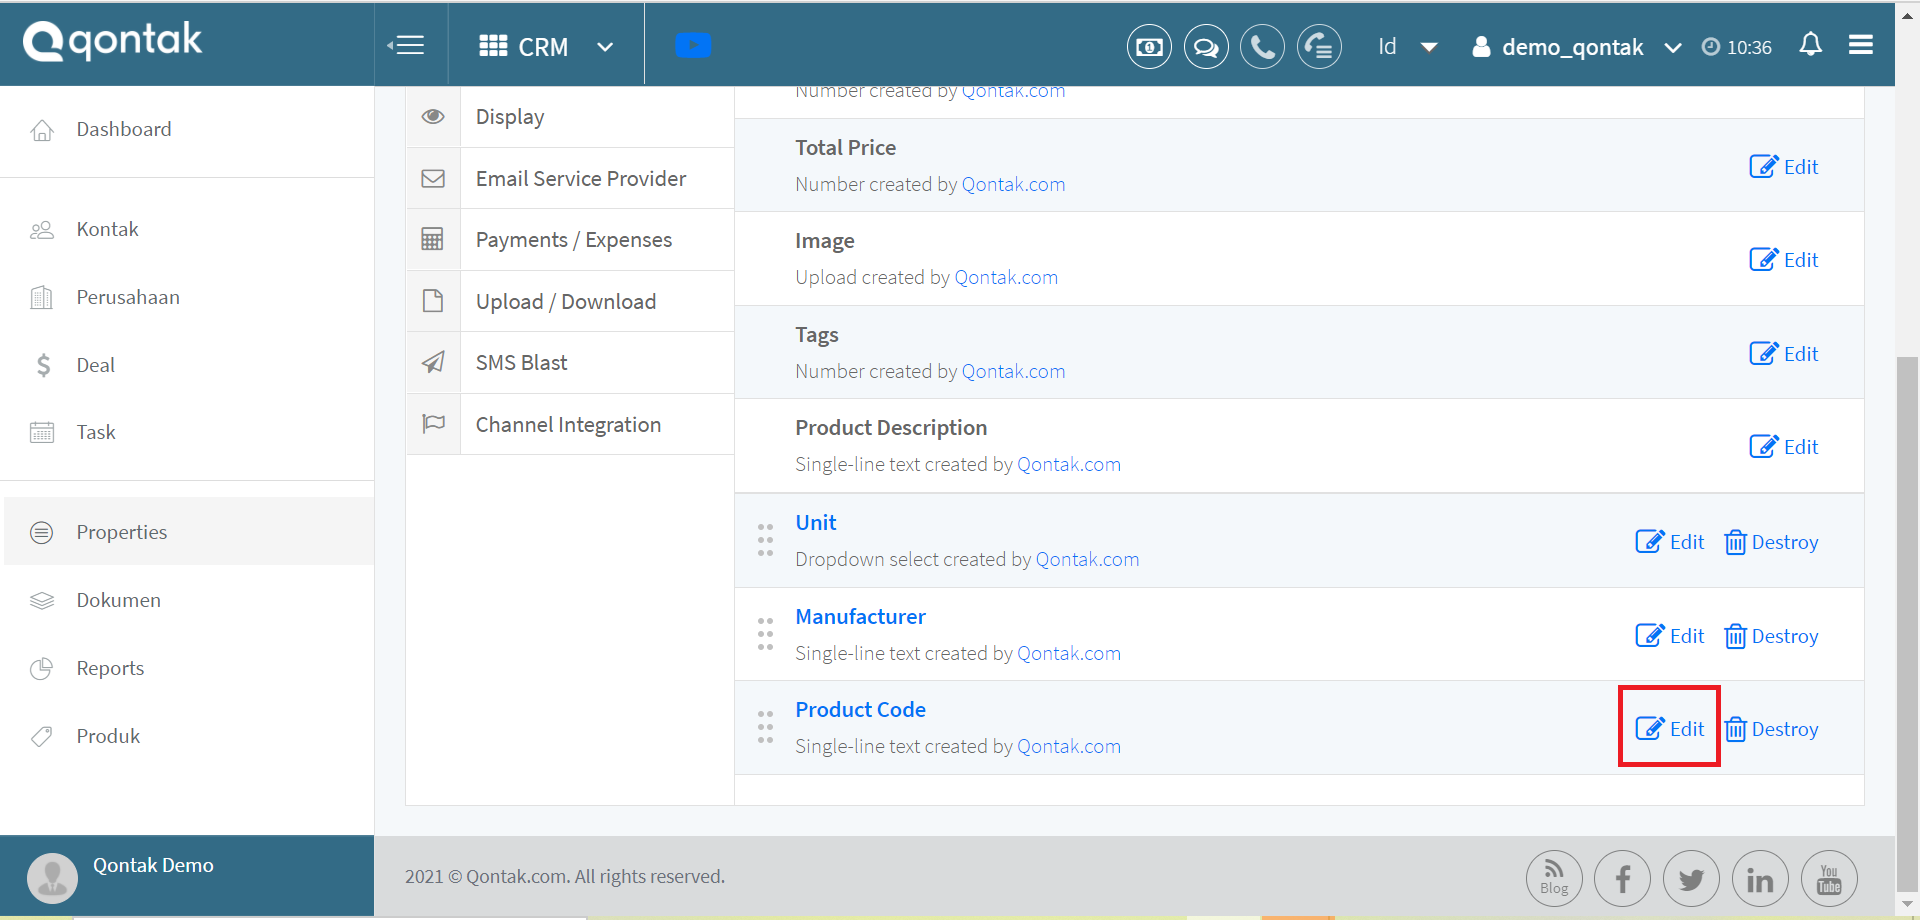 qontak
CRM
Id
demo_qontak
10:36
Dashboard
Kontak
Perusahaan
Deal
Task
Properties
Dokumen
Reports
Produk
Qontak Demo
Display
Email Service Provider
Payments / Expenses
Upload / Download
SMS Blast
Channel Integration
Number created by Qontak.com
Total Price
Number created by Qontak.com
Edit
Image
Upload created by Qontak.com
Edit
Tags
Number created by Qontak.com
Edit
Product Description
Single-line text created by Qontak.com
Edit
Unit
Dropdown select created by Qontak.com
Edit Destroy
Manufacturer
Single-line text created by Qontak.com
Edit Destroy
Product Code
Single-line text created by Qontak.com
Edit Destroy
2021 © Qontak.com. All rights reserved.
Blog
You
Tube